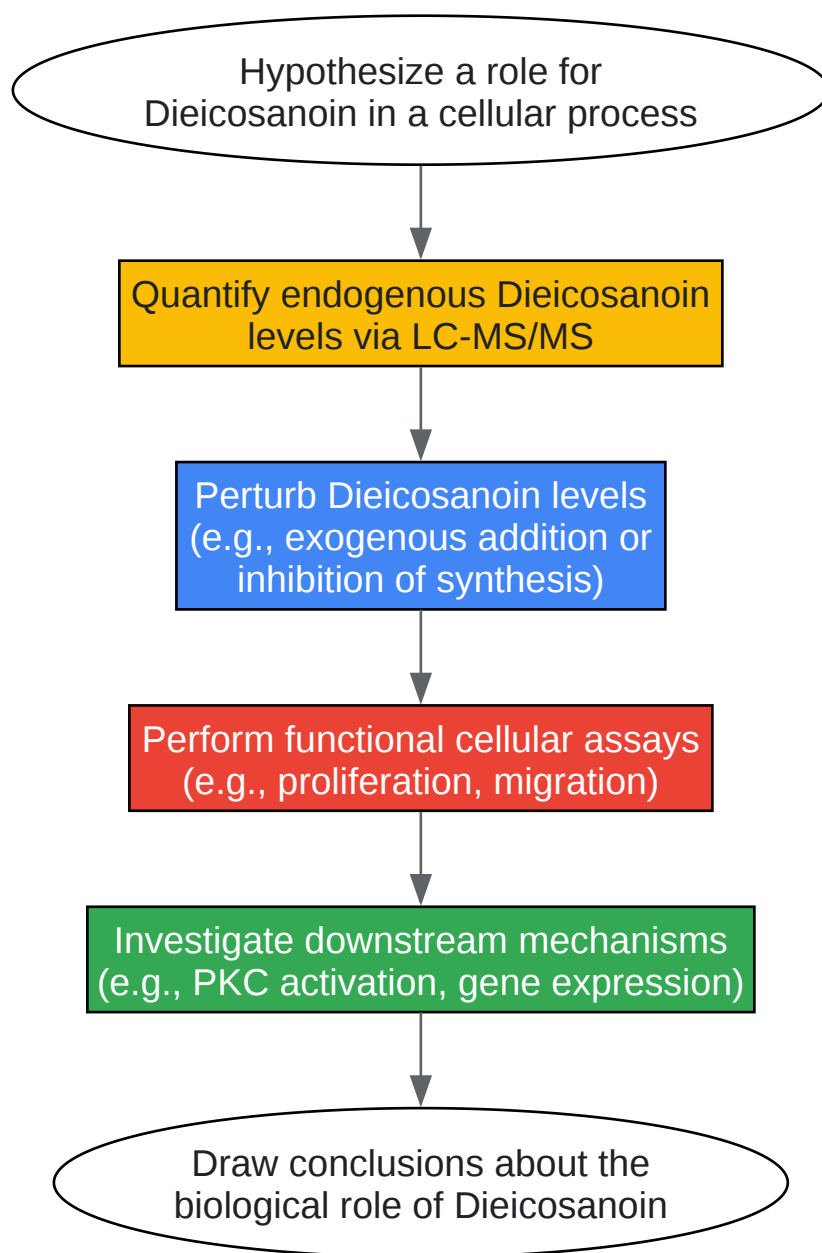 Hypothesize a role for
Dieicosanoin in a cellular process
Quantify endogenous Dieicosanoin
levels via LC-MS/MS
Perturb Dieicosanoin levels
(e.g., exogenous addition or
inhibition of synthesis)
Perform functional cellular assays
(e.g., proliferation, migration)
Investigate downstream mechanisms
(e.g., PKC activation, gene expression)
Draw conclusions about the
biological role of Dieicosanoin